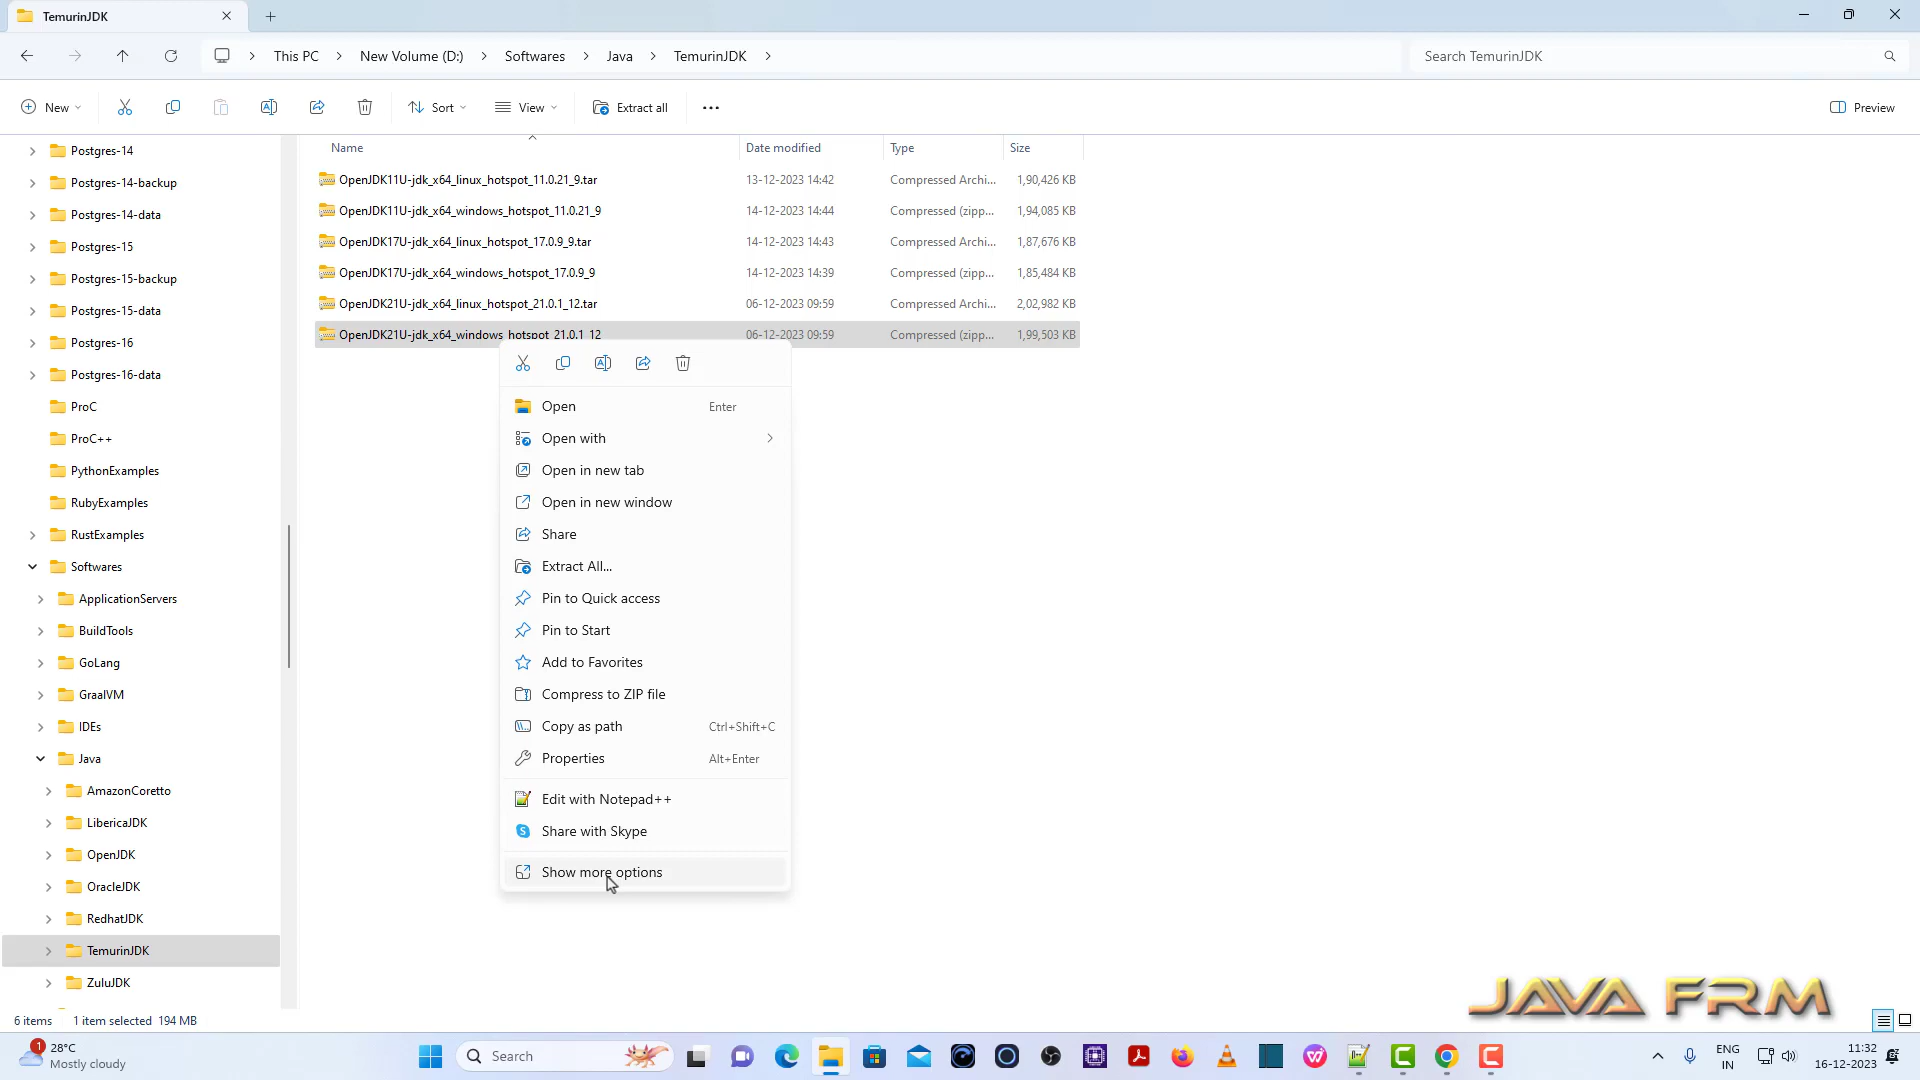 TemurinJDK
This PC
New Volume (D:)
Softwares
Java
TemurinJDK
Search TemurinJDK
New
Sort
View
Extract all
Preview
Postgres-14
Postgres-14-backup
Postgres-14-data
Postgres-15
Postgres-15-backup
Postgres-15-data
Postgres-16
Postgres-16-data
ProC
ProC++
PythonExamples
RubyExamples
RustExamples
Softwares
ApplicationServers
BuildTools
GoLang
GraalVM
IDEs
Java
AmazonCoretto
LibericaJDK
OpenJDK
OracleJDK
RedhatJDK
TemurinJDK
ZuluJDK
Name Date modified Type Size
OpenJDK11U-jdk_x64_linux_hotspot_11.0.21_9.tar 13-12-2023 14:42 Compressed Archi... 1,90,426 KB
OpenJDK11U-jdk_x64_windows_hotspot_11.0.21_9 14-12-2023 14:44 Compressed (zipp... 1,94,085 KB
OpenJDK17U-jdk_x64_linux_hotspot_17.0.9_9.tar 14-12-2023 14:43 Compressed Archi... 1,87,676 KB
OpenJDK17U-jdk_x64_windows_hotspot_17.0.9_9 14-12-2023 14:39 Compressed (zipp... 1,85,484 KB
OpenJDK21U-jdk_x64_linux_hotspot_21.0.1_12.tar 06-12-2023 09:59 Compressed Archi... 2,02,982 KB
OpenJDK21U-jdk_x64_windows_hotspot_21.0.1_12 06-12-2023 09:59 Compressed (zipp... 1,99,503 KB
Open Enter
Open with
Open in new tab
Open in new window
Share
Extract All...
Pin to Quick access
Pin to Start
Add to Favorites
Compress to ZIP file
Copy as path Ctrl+Shift+C
Properties Alt+Enter
Edit with Notepad++
Share with Skype
Show more options
JAVA FRM
6 items 1 item selected 194 MB
1
28°C
Mostly cloudy
Search
ENG
IN
11:32
16-12-2023